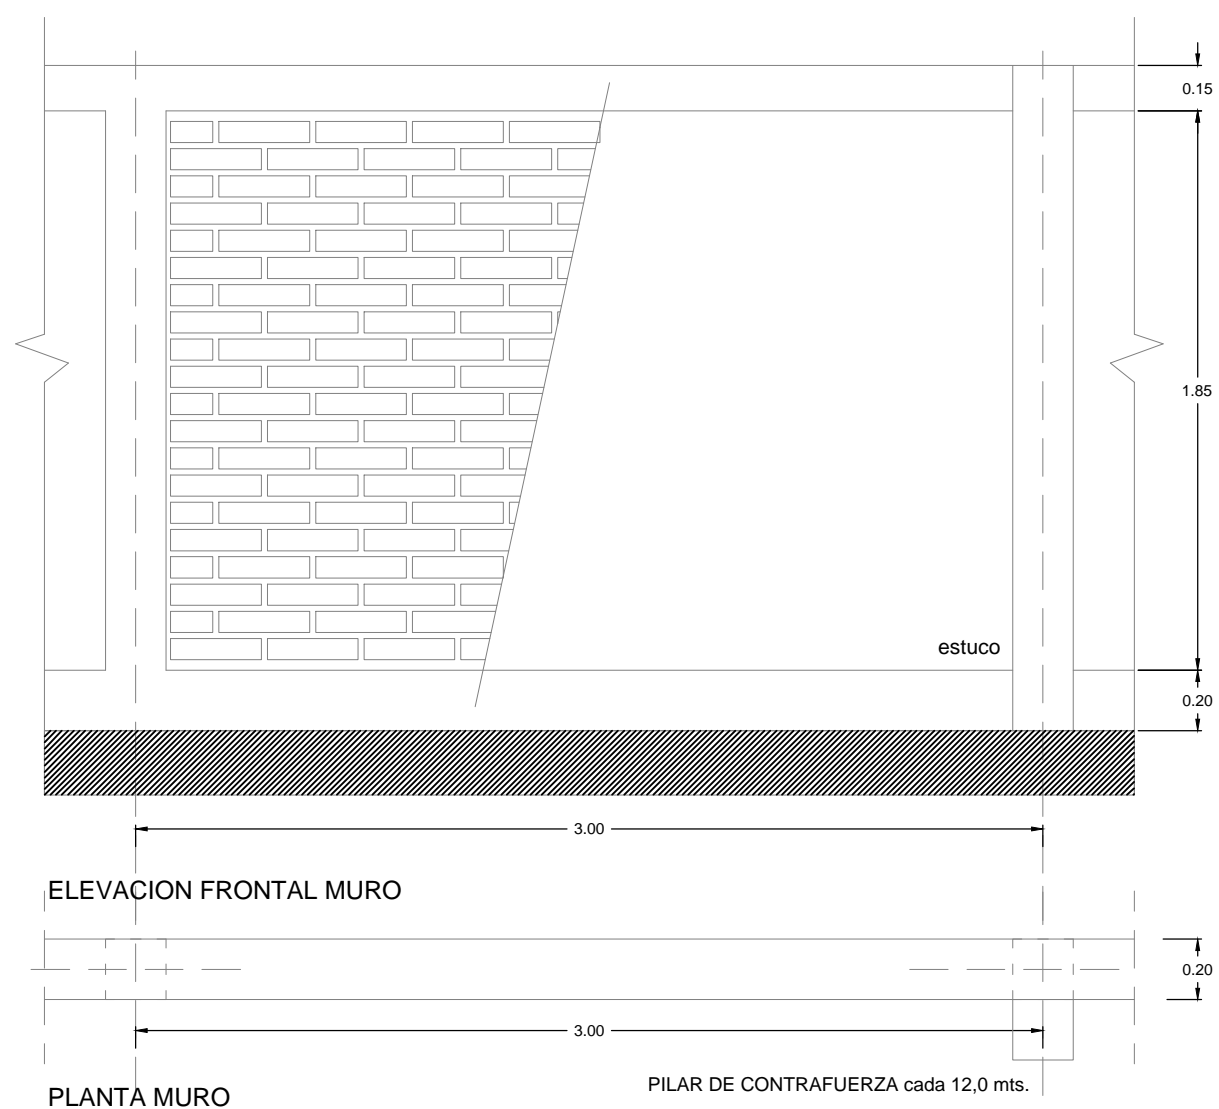 0.15
1.85
estuco
0.20
3.00
ELEVACION FRONTAL MURO
0.20
3.00
PILAR DE CONTRAFUERZA cada 12,0 mts.
PLANTA MURO